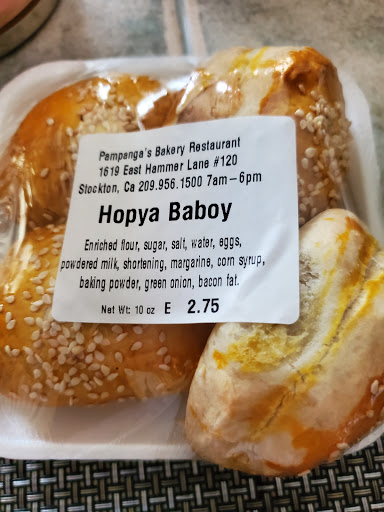 Pampanga's Bakery Restaurant
1619 East Hammer Lane #120
Stockton, Ca 209.956.1500 7am-6pm
Hopya Baboy
Enriched flour, sugar, salt, water, eggs,
powdered milk, shortening, margarine, corn syrup,
baking powder, green onion, bacon fat.
Net Wt: 10 oz E 2.75